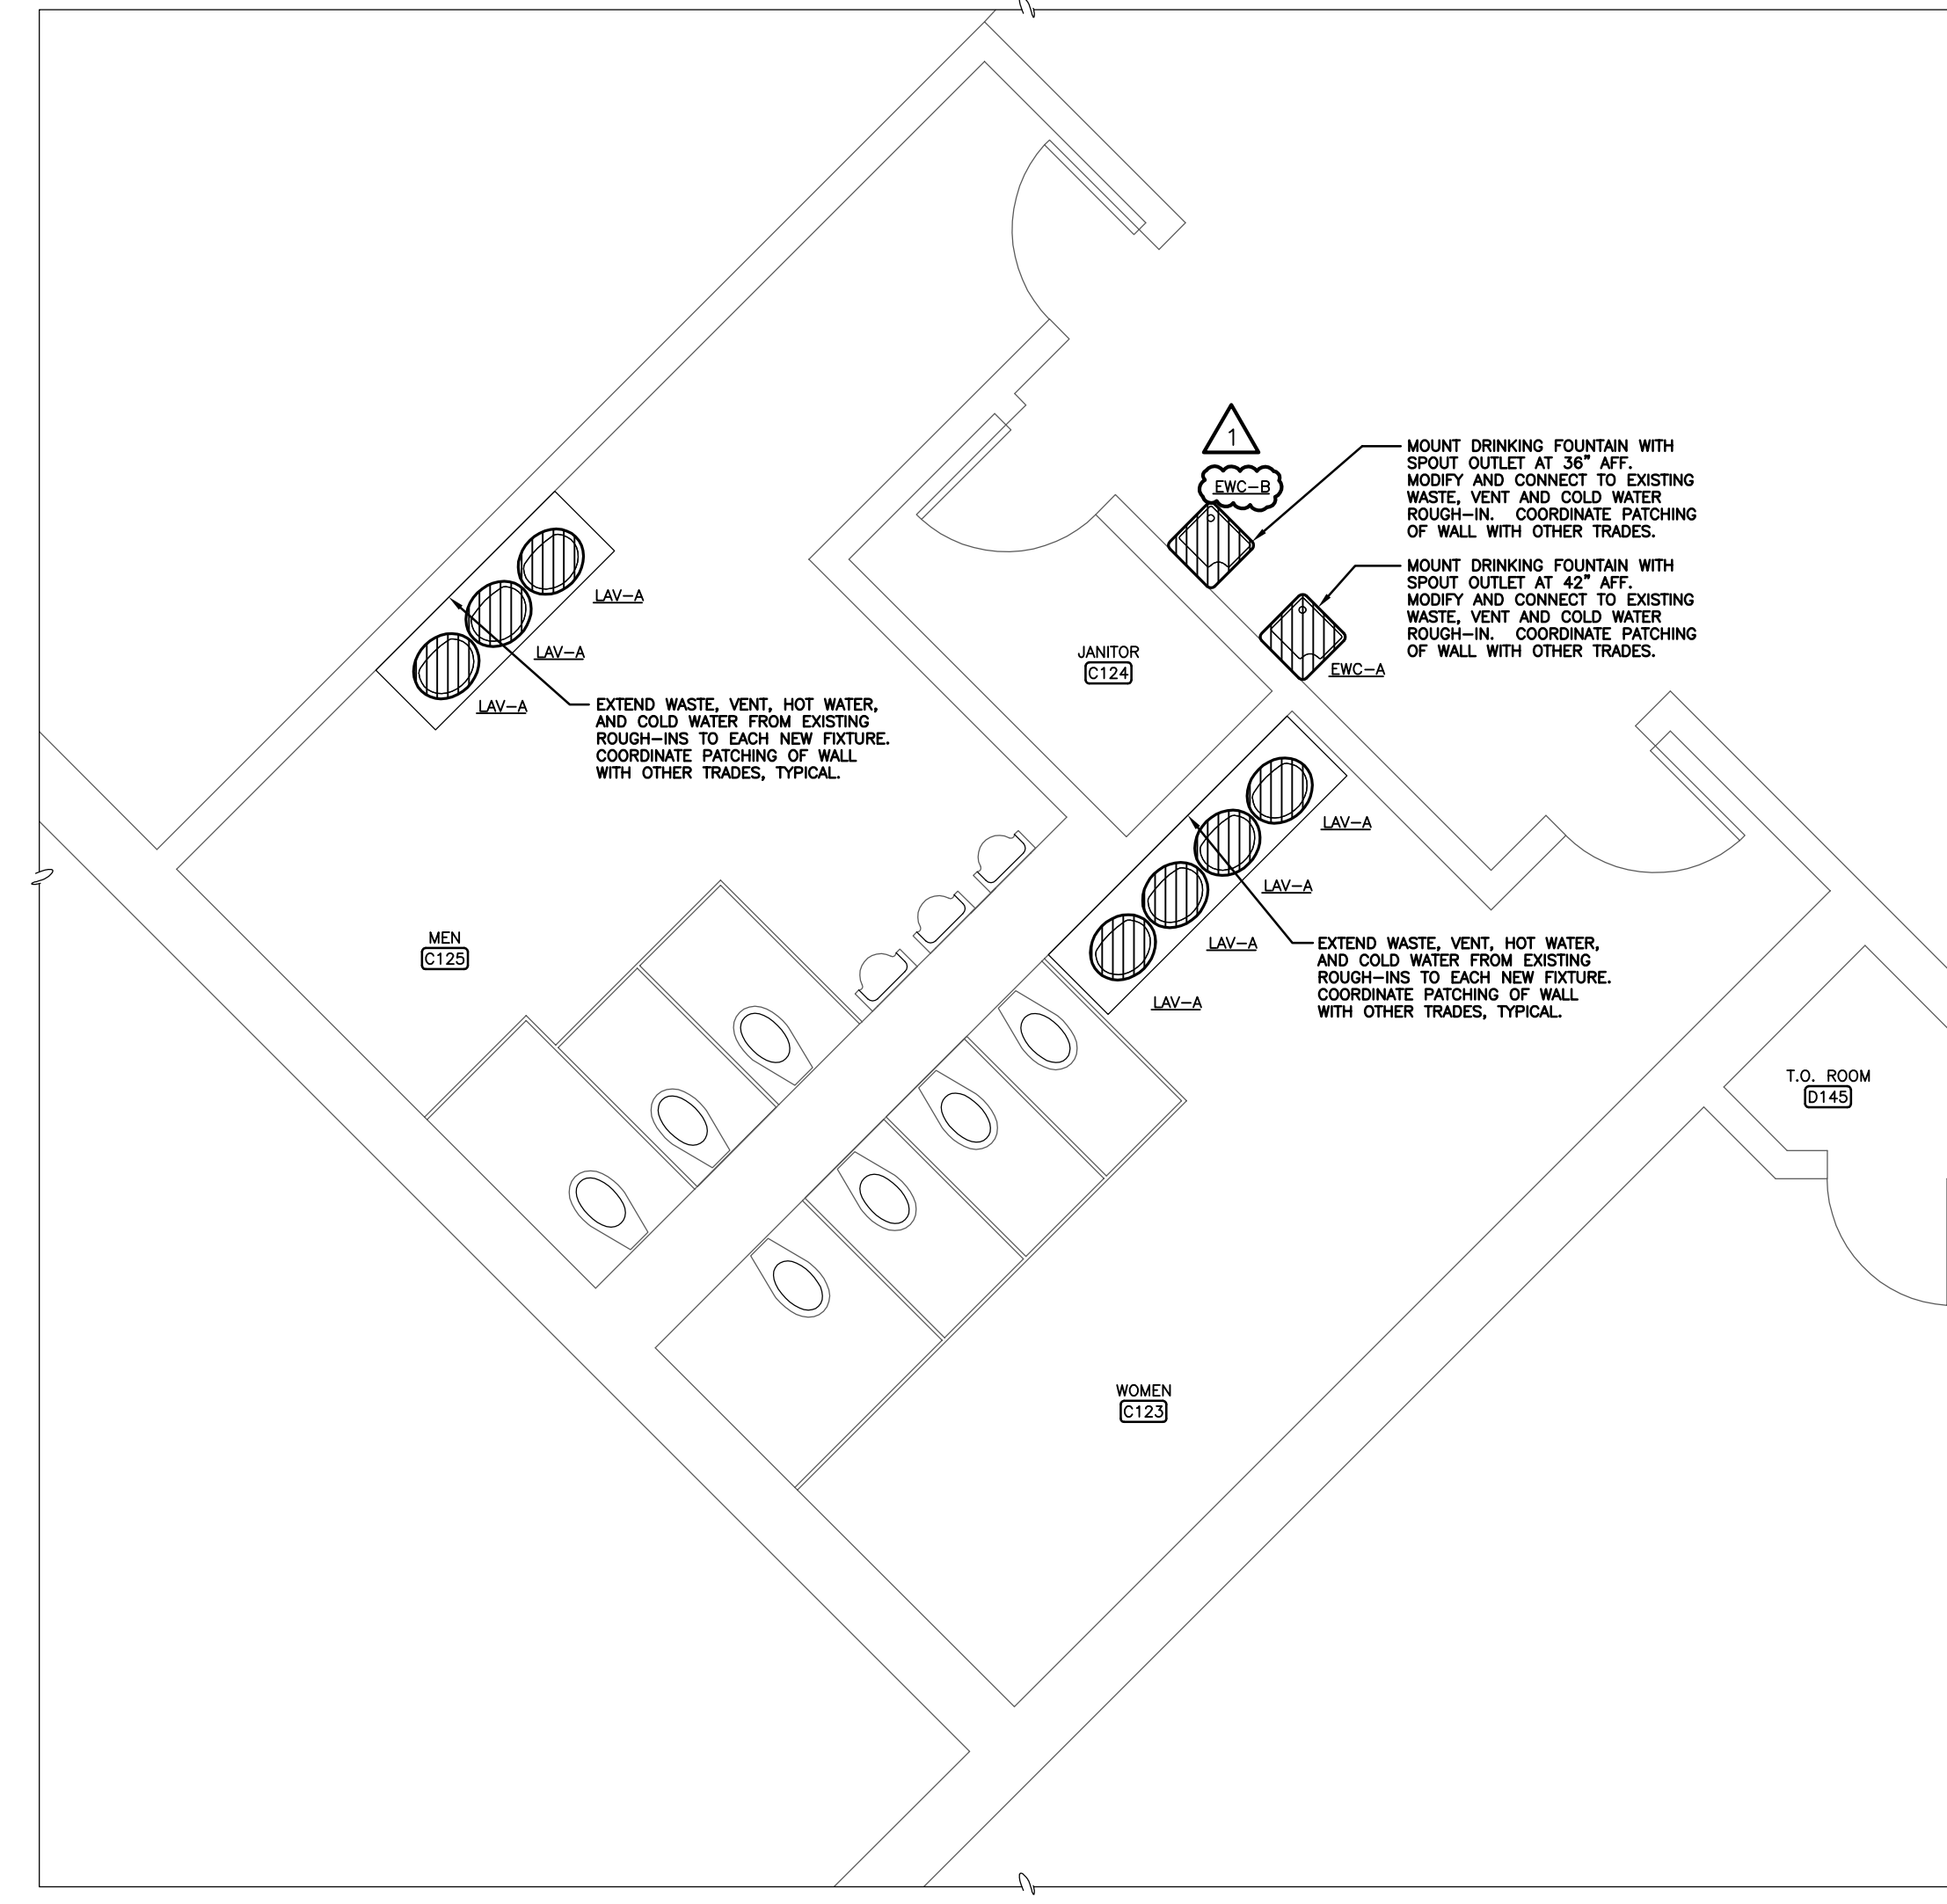 1
EWC-B
MOUNT DRINKING FOUNTAIN WITH
SPOUT OUTLET AT 36" AFF.
MODIFY AND CONNECT TO EXISTING
WASTE, VENT AND COLD WATER
ROUGH-IN. COORDINATE PATCHING
OF WALL WITH OTHER TRADES.
MOUNT DRINKING FOUNTAIN WITH
SPOUT OUTLET AT 42" AFF.
MODIFY AND CONNECT TO EXISTING
WASTE, VENT AND COLD WATER
ROUGH-IN. COORDINATE PATCHING
OF WALL WITH OTHER TRADES.
EWC-A
LAV-A
LAV-A
LAV-A
JANITOR
C124
EXTEND WASTE, VENT, HOT WATER,
AND COLD WATER FROM EXISTING
ROUGH-INS TO EACH NEW FIXTURE.
COORDINATE PATCHING OF WALL
WITH OTHER TRADES, TYPICAL.
LAV-A
LAV-A
LAV-A
LAV-A
MEN
C125
EXTEND WASTE, VENT, HOT WATER,
AND COLD WATER FROM EXISTING
ROUGH-INS TO EACH NEW FIXTURE.
COORDINATE PATCHING OF WALL
WITH OTHER TRADES, TYPICAL.
T.O. ROOM
D145
WOMEN
C123